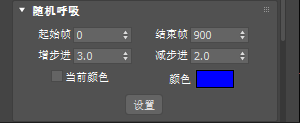 随机呼吸
起始帧 0 结束帧 900
增步进 3.0 减步进 2.0
当前颜色 颜色
设置